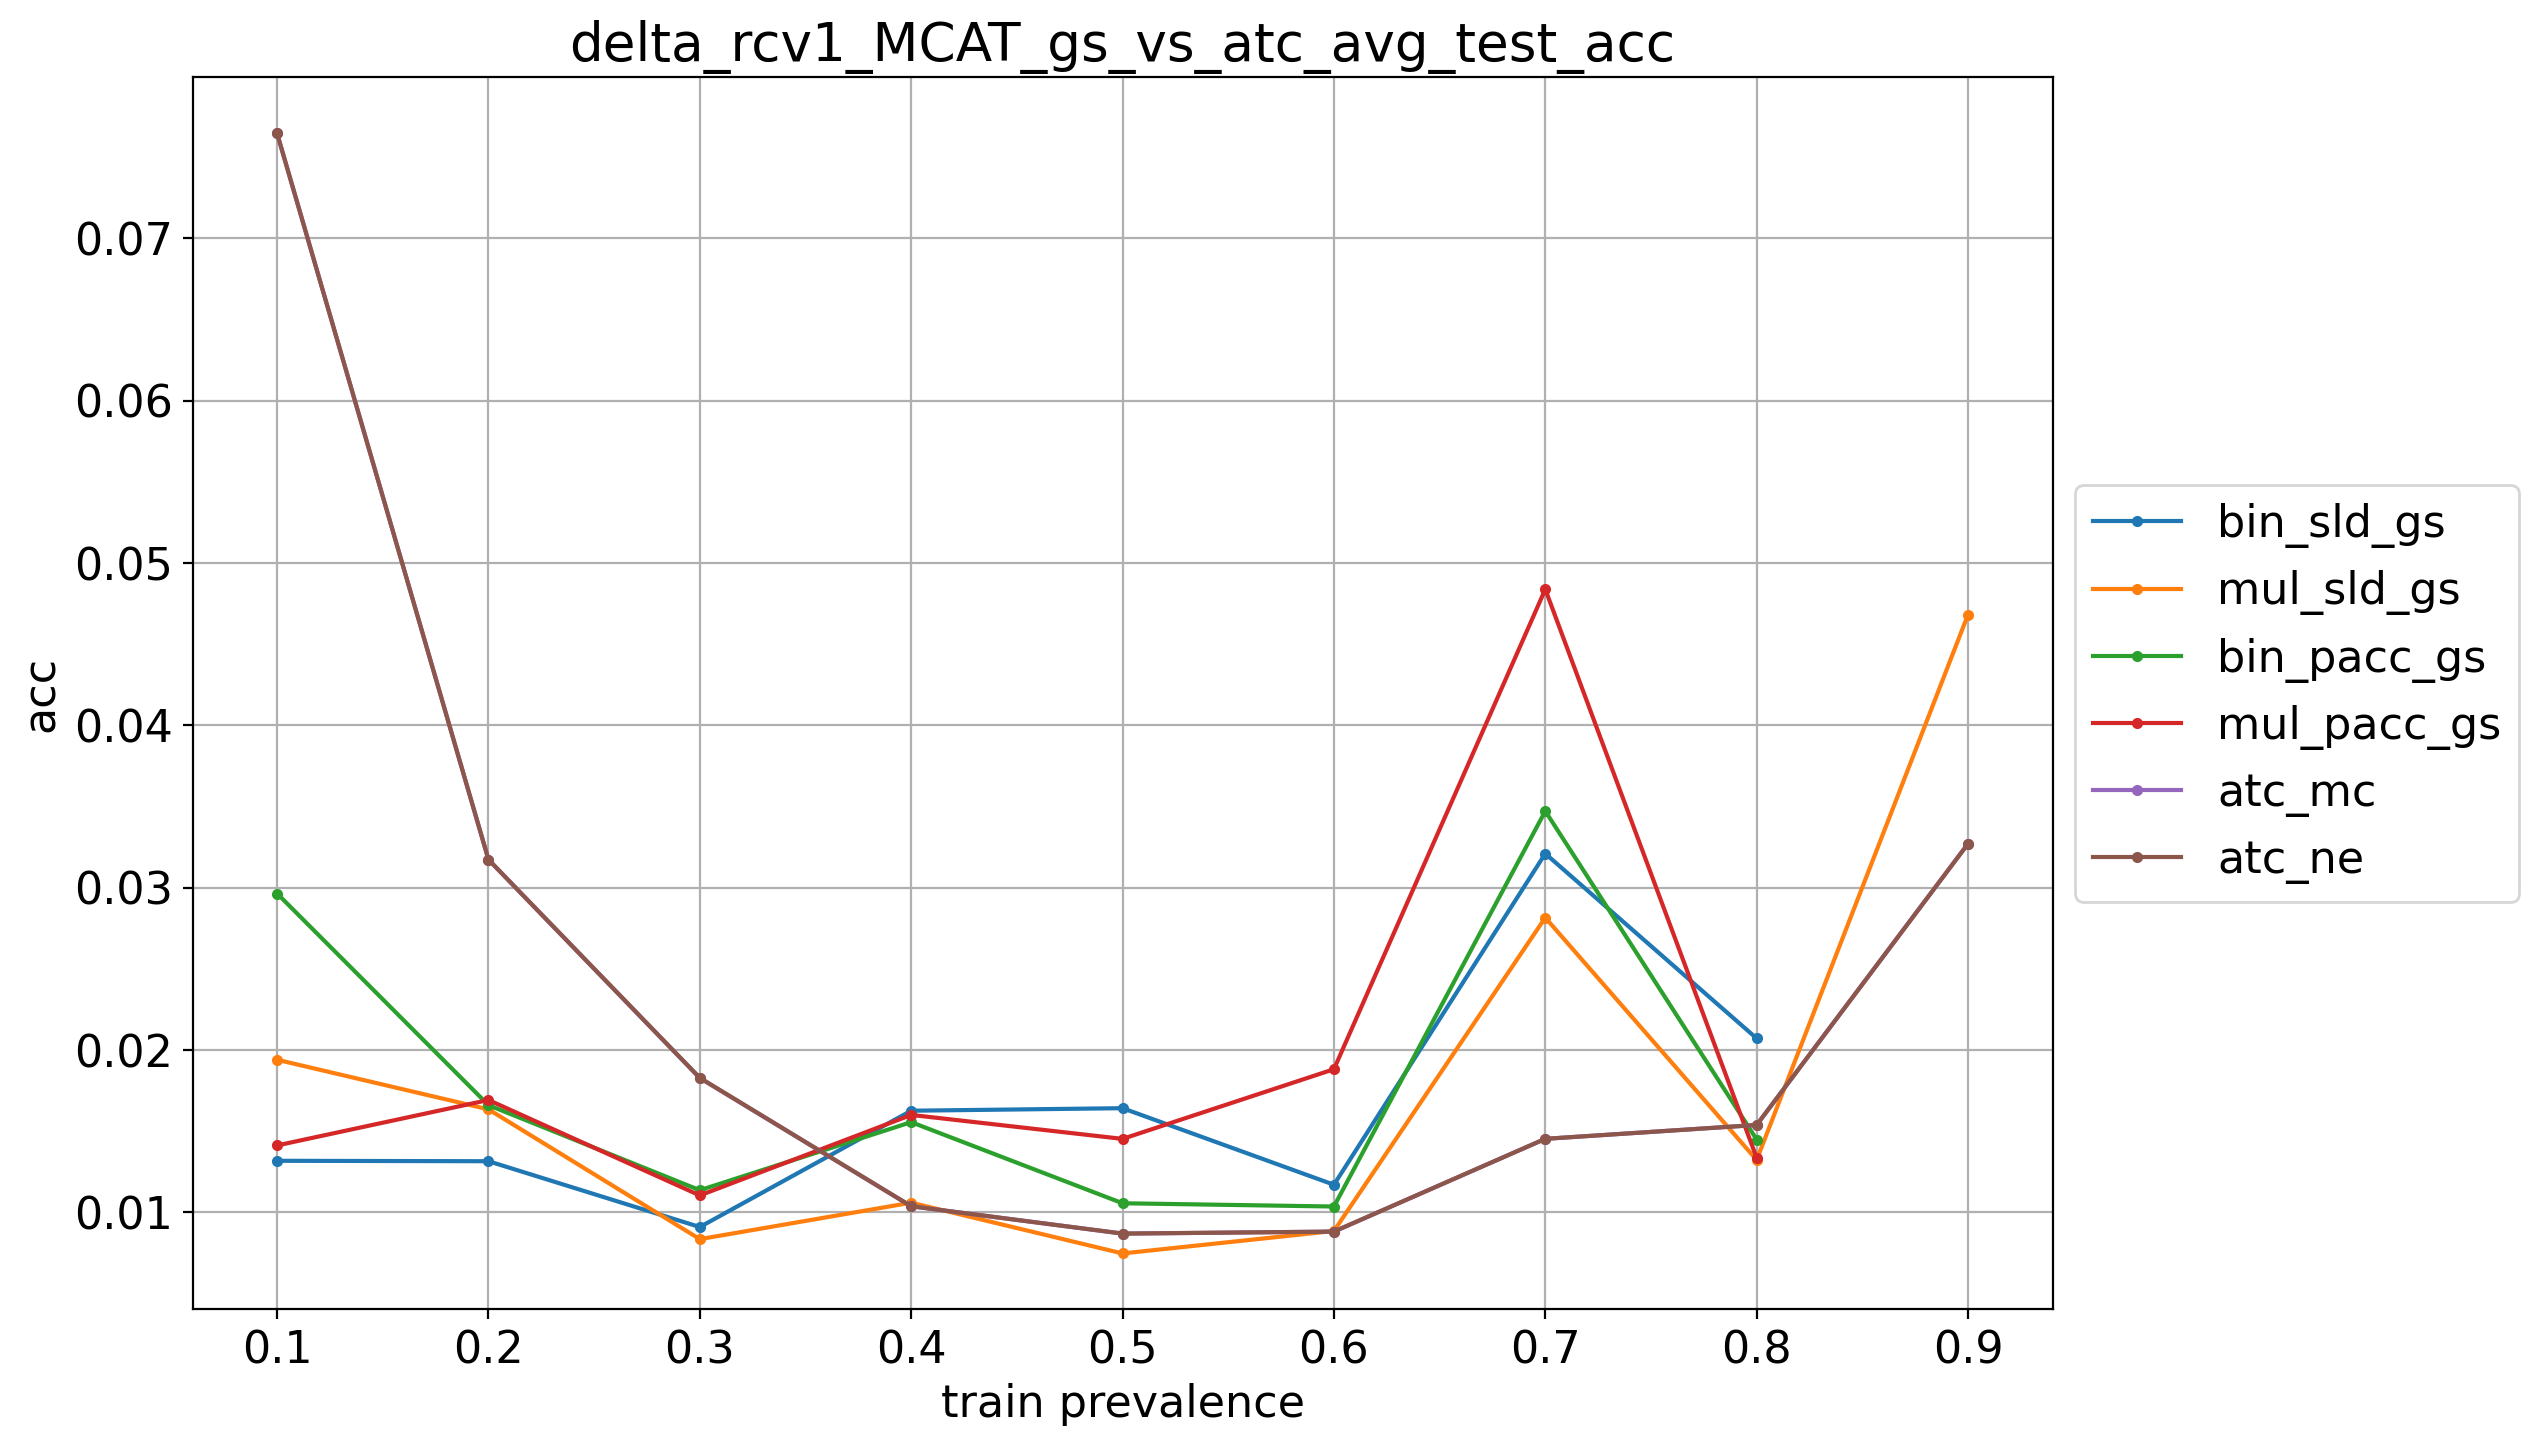 delta_rcv1_MCAT_gs_vs_atc_avg_test_acc
acc
0.07
0.06
0.05
0.04
0.03
0.02
0.01
0.1 0.2 0.3 0.4 0.5 0.6 0.7 0.8 0.9
train prevalence
bin_sld_gs
mul_sld_gs
bin_pacc_gs
mul_pacc_gs
atc_mc
atc_ne